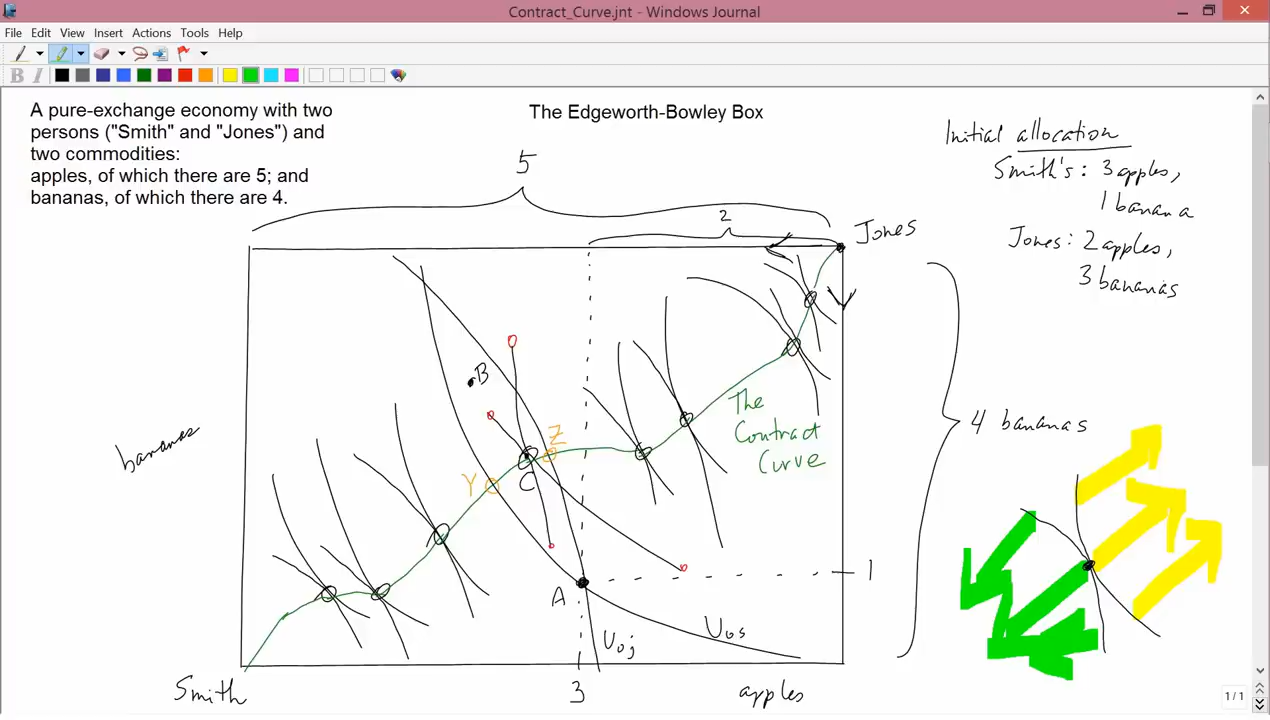 Contract_Curve.jnt - Windows Journal
File Edit View Insert Actions Tools Help
B I
A pure-exchange economy with two
persons ("Smith" and "Jones") and
two commodities:
apples, of which there are 5; and
bananas, of which there are 4.
The Edgeworth-Bowley Box
Initial allocation
Smith's: 3 apples,
1 banana
Jones: 2 apples,
3 bananas
5
2
Jones
B
The
Contract
Curve
4 bananas
bananas
Z
Y
C
A
1
Uoj
Uos
Smith
3
apples
1/1